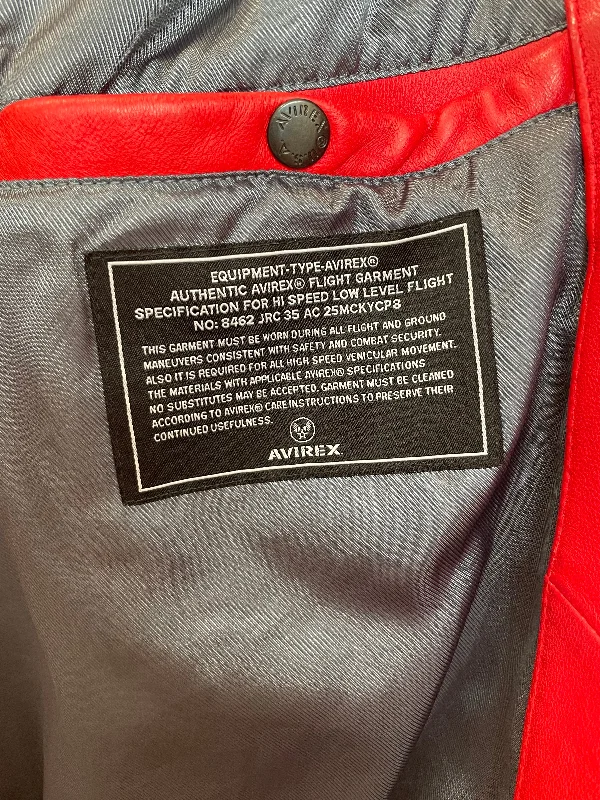 AVIREX U.S.A.
EQUIPMENT-TYPE-AVIREX®
AUTHENTIC AVIREX® FLIGHT GARMENT
SPECIFICATION FOR HI SPEED LOW LEVEL FLIGHT
NO: 8462 JRC 35 AC 25MCKYCP8
THIS GARMENT MUST BE WORN DURING ALL FLIGHT AND GROUND
MANEUVERS CONSISTENT WITH SAFETY AND COMBAT SECURITY.
ALSO IT IS REQUIRED FOR ALL HIGH SPEED VENICULAR MOVEMENT.
THE MATERIALS WITH APPLICABLE AVIREX® SPECIFICATIONS
NO SUBSTITUTES MAY BE ACCEPTED. GARMENT MUST BE CLEANED
ACCORDING TO AVIREX® CARE INSTRUCTIONS TO PRESERVE THEIR
CONTINUED USEFULNESS.
AVIREX